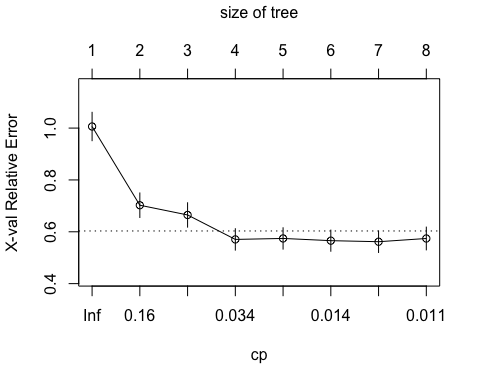 size of tree
1 2 3 4 5 6 7 8
X-val Relative Error
1.0
0.8
0.6
0.4
Inf 0.16 0.034 0.014 0.011
cp